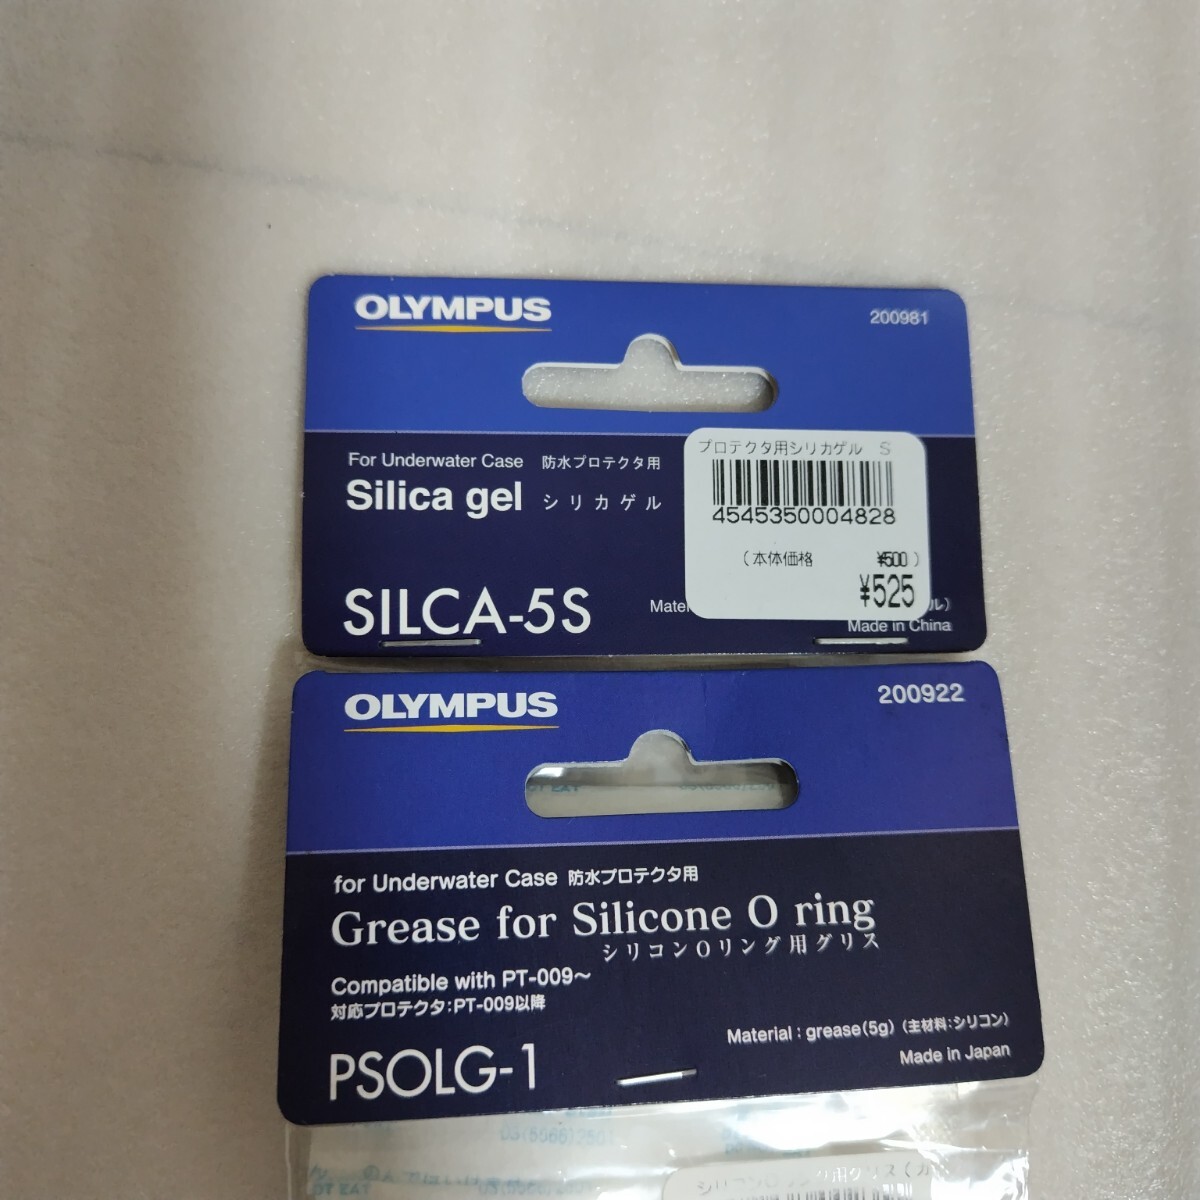 OLYMPUS
200981
For Underwater Case 防水プロテクタ用
Silica gel シリカゲル
SILCA-5S
プロテクタ用シリカゲル S
4545350004828
(本体価格 ¥500)
¥525
ル)
Made in China
OLYMPUS
200922
for Underwater Case 防水プロテクタ用
Grease for Silicone O ring
シリコンOリング用グリス
Compatible with PT-009～
対応プロテクタ:PT-009以降
Material : grease(5g) (主材料:シリコン)
Made in Japan
PSOLG-1